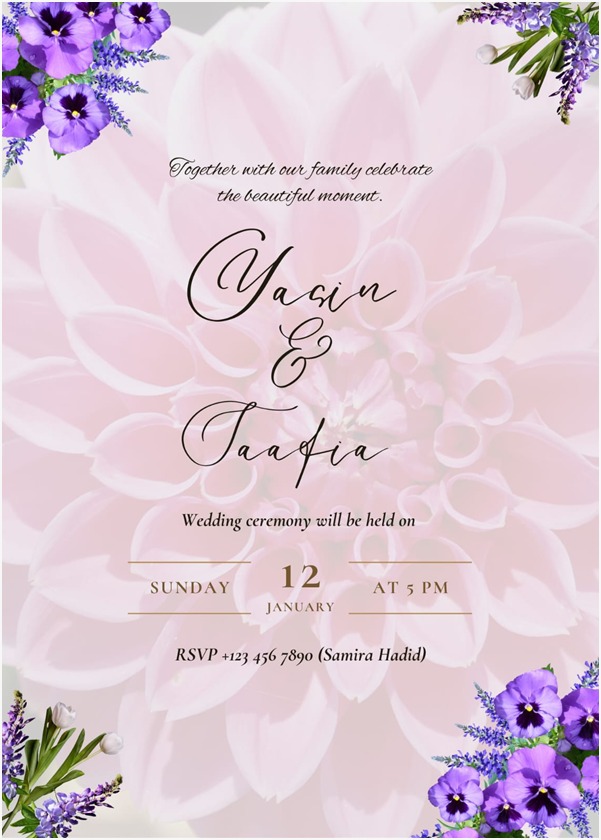 Together with our family celebrate
the beautiful moment.
Yasin
&
Taafia
Wedding ceremony will be held on
SUNDAY
12
JANUARY
AT 5 PM
RSVP +123 456 7890 (Samira Hadid)